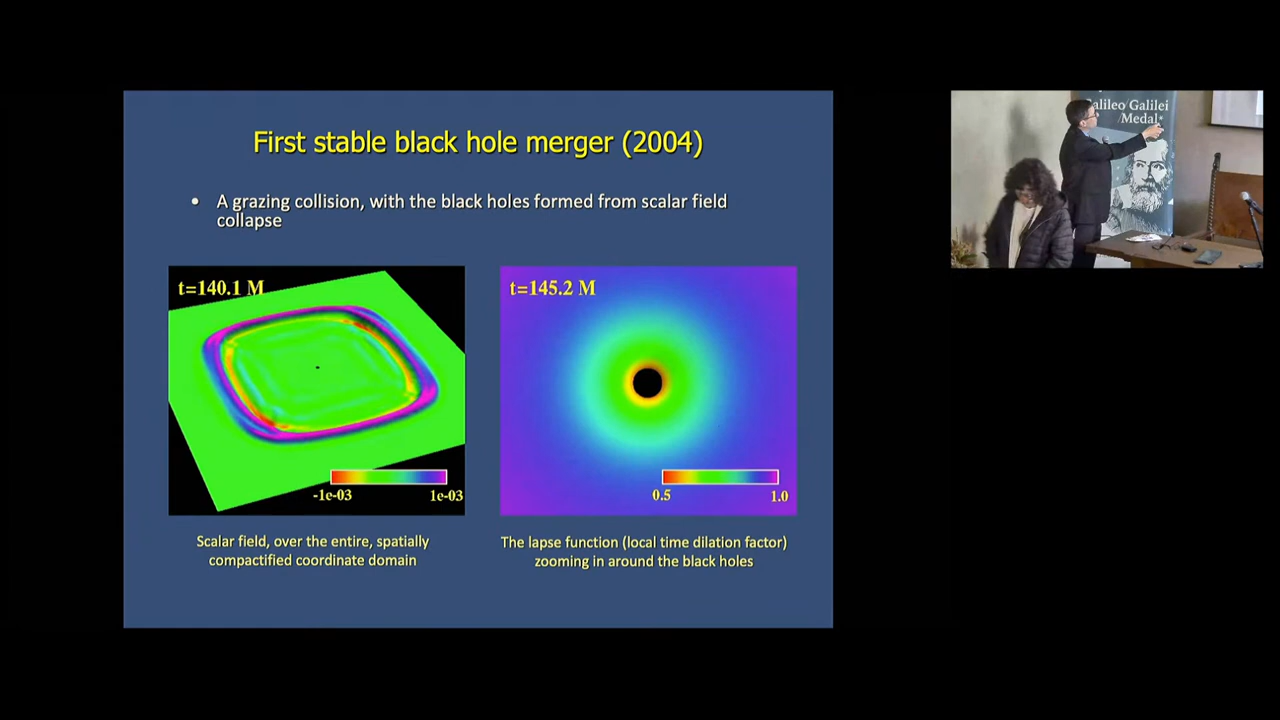 First stable black hole merger (2004)
• A grazing collision, with the black holes formed from scalar field
collapse
t=140.1 M
-1e-03 1e-03
t=145.2 M
0.5 1.0
Scalar field, over the entire, spatially
compactified coordinate domain
The lapse function (local time dilation factor)
zooming in around the black holes
Galileo Galilei
Medal